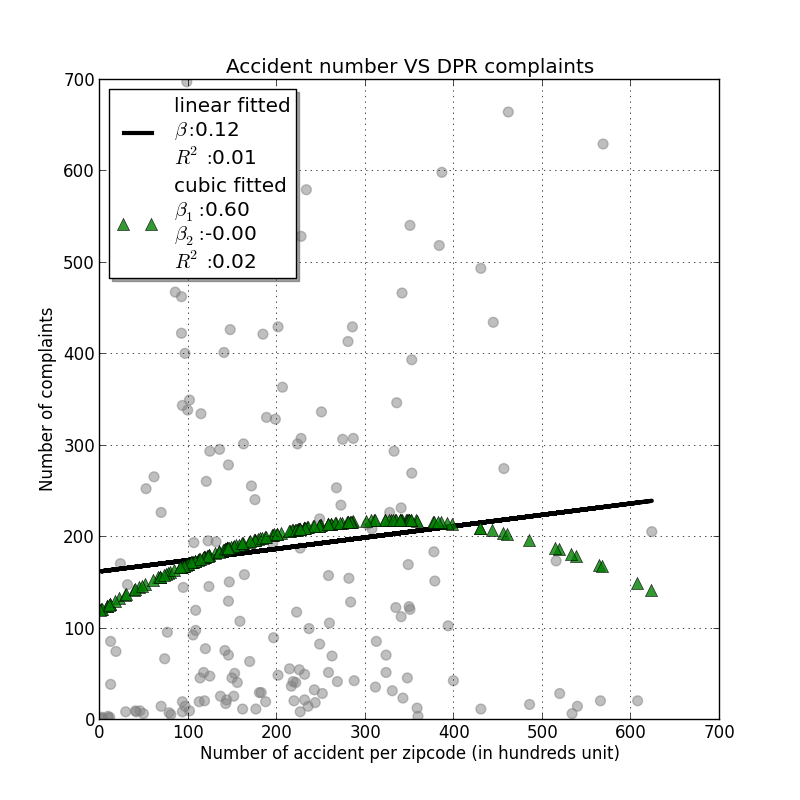 Accident number VS DPR complaints
700
600
500
400
300
200
100
0
Number of complaints
linear fitted
β:0.12
R² :0.01
cubic fitted
β₁:0.60
β₂:-0.00
R² :0.02
0 100 200 300 400 500 600 700
Number of accident per zipcode (in hundreds unit)